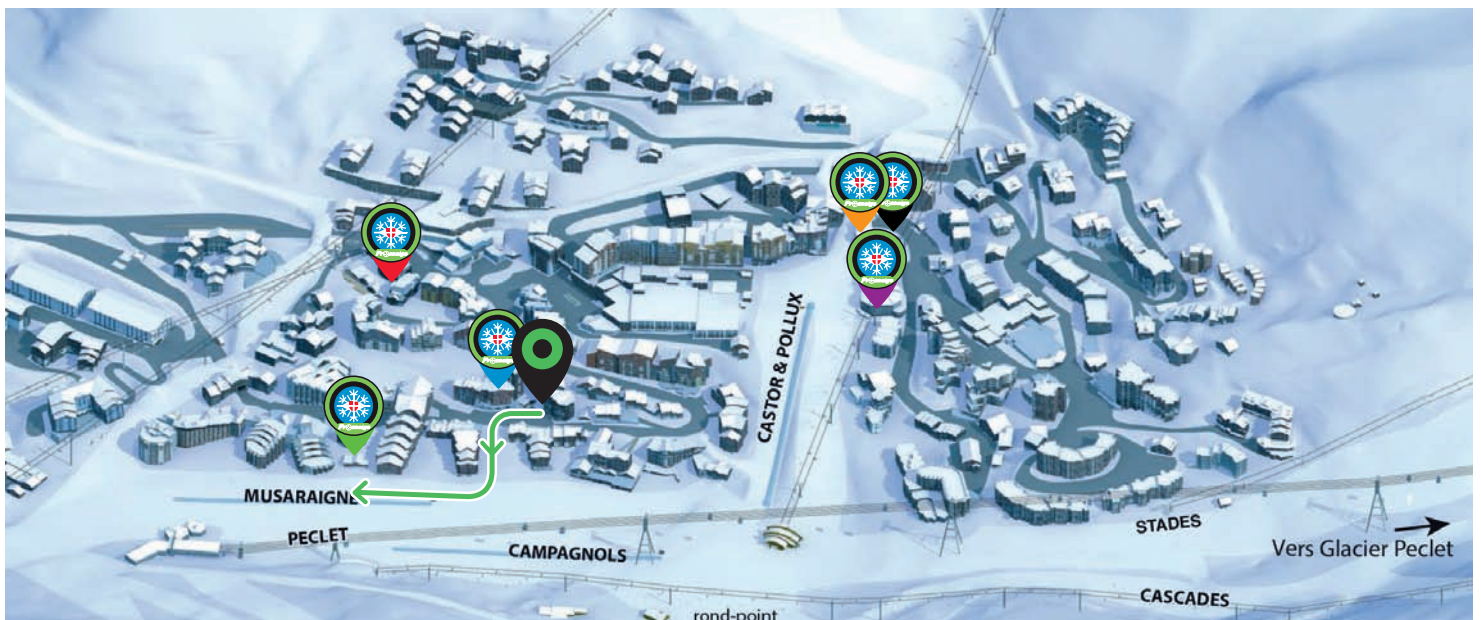 CASTOR & POLLUX
MUSARAIGNE
PECLET
CAMPAGNOLS
STADES
Vers Glacier Peclet
CASCADES
rond-point